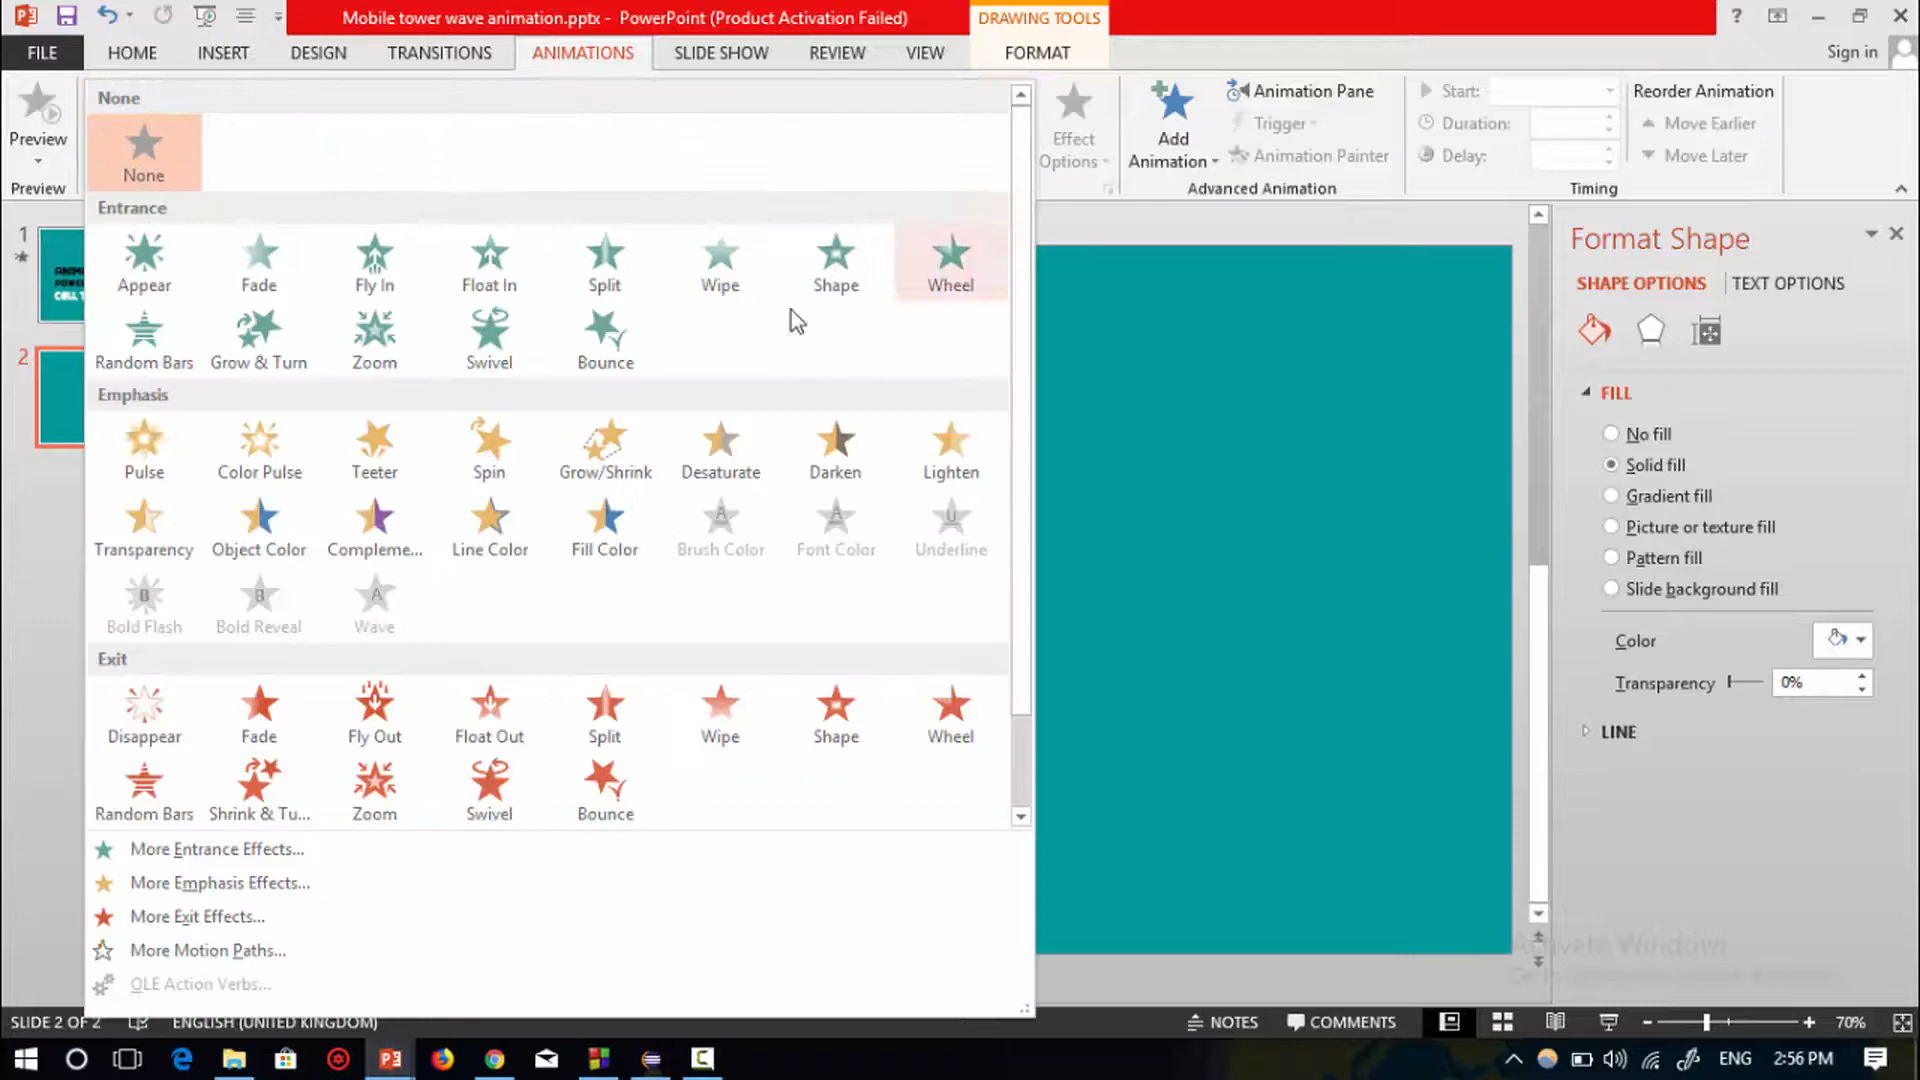 Mobile tower wave animation.pptx - PowerPoint (Product Activation Failed)
DRAWING TOOLS
?
FILE
HOME
INSERT
DESIGN
TRANSITIONS
ANIMATIONS
SLIDE SHOW
REVIEW
VIEW
FORMAT
Sign in
Preview
Preview
None
None
Entrance
Appear
Fade
Fly In
Float In
Split
Wipe
Shape
Wheel
Random Bars
Grow & Turn
Zoom
Swivel
Bounce
Emphasis
Pulse
Color Pulse
Teeter
Spin
Grow/Shrink
Desaturate
Darken
Lighten
Transparency
Object Color
Compleme...
Line Color
Fill Color
Brush Color
Font Color
Underline
Bold Flash
Bold Reveal
Wave
Exit
Disappear
Fade
Fly Out
Float Out
Split
Wipe
Shape
Wheel
Random Bars
Shrink & Tu...
Zoom
Swivel
Bounce
More Entrance Effects...
More Emphasis Effects...
More Exit Effects...
More Motion Paths...
OLE Action Verbs...
Effect
Options
Add
Animation
Animation Pane
Trigger
Animation Painter
Advanced Animation
Start:
Duration:
Delay:
Reorder Animation
Move Earlier
Move Later
Timing
1
2
Format Shape
SHAPE OPTIONS
TEXT OPTIONS
FILL
No fill
Solid fill
Gradient fill
Picture or texture fill
Pattern fill
Slide background fill
Color
Transparency
0%
LINE
Activate Windows
SLIDE 2 OF 2
ENGLISH (UNITED KINGDOM)
NOTES
COMMENTS
70%
ENG
2:56 PM